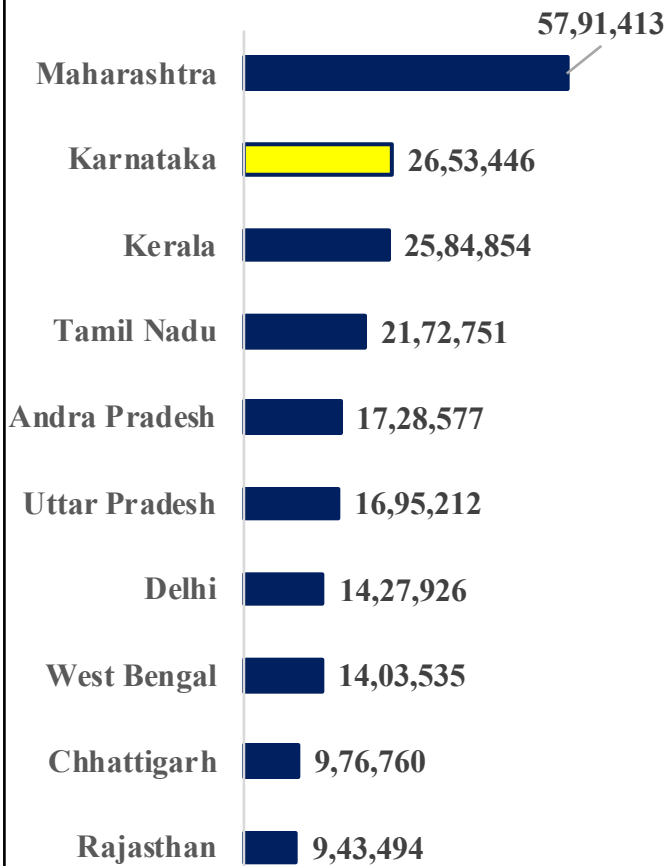 57,91,413
Maharashtra
Karnataka 26,53,446
Kerala 25,84,854
Tamil Nadu 21,72,751
Andra Pradesh 17,28,577
Uttar Pradesh 16,95,212
Delhi 14,27,926
West Bengal 14,03,535
Chhattigarh 9,76,760
Rajasthan 9,43,494